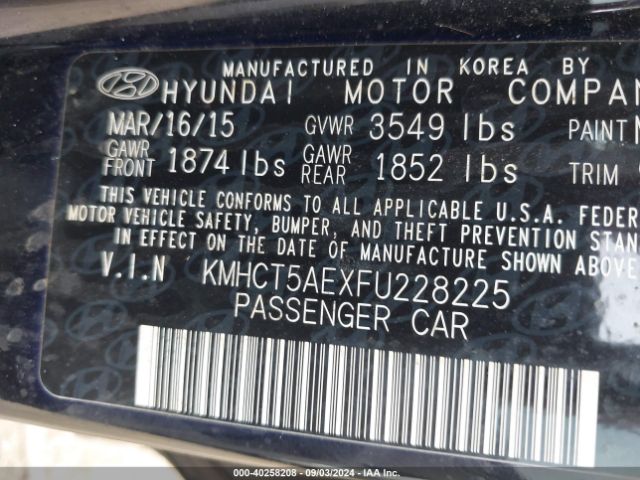 MANUFACTURED IN KOREA BY
HYUNDAI MOTOR COMPAN
MAR/16/15 GVWR 3549 lbs PAINT
GAWR FRONT 1874 lbs GAWR REAR 1852 lbs TRIM
THIS VEHICLE CONFORMS TO ALL APPLICABLE U.S.A. FEDER
MOTOR VEHICLE SAFETY, BUMPER, AND THEFT PREVENTION STAN
IN EFFECT ON THE DATE OF MANUFACTURE SHOWN ABOVE
V.I.N KMHCT5AEXFU228225
PASSENGER CAR
000-40258208 - 09/03/2024 - IAAI.COM